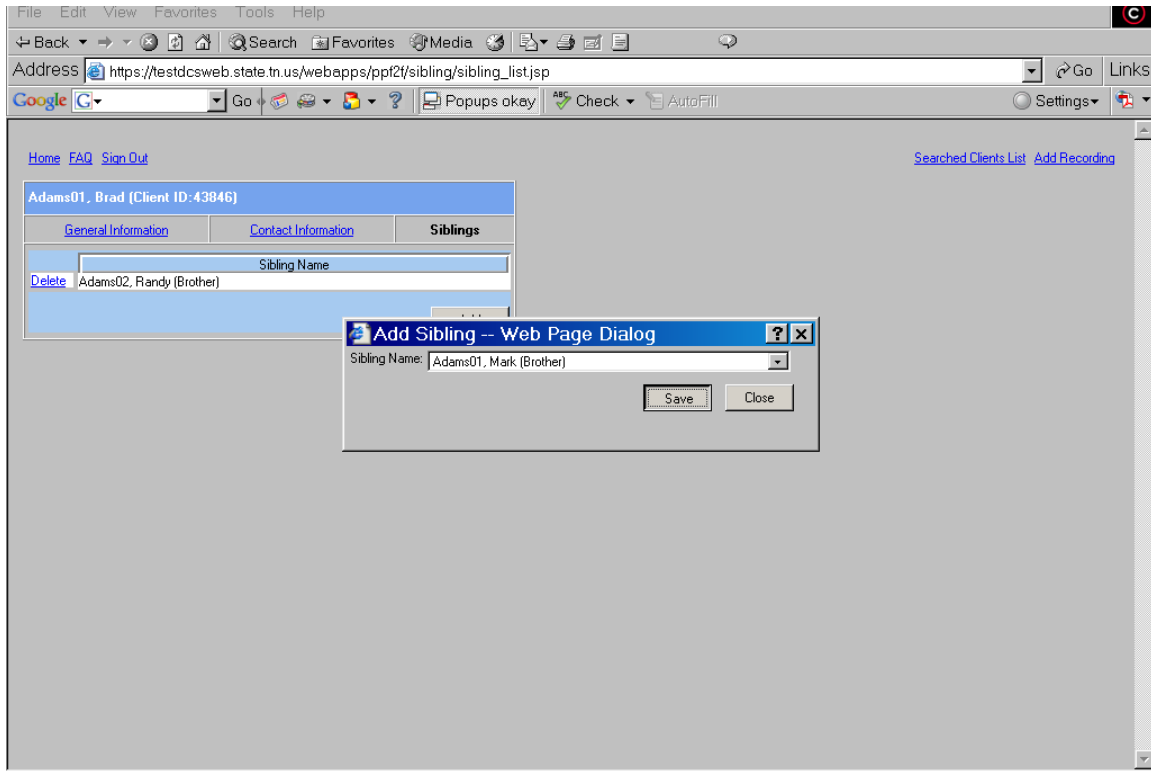 File Edit View Favorites Tools Help
Back Search Favorites Media
Address https://testdcsweb.state.tn.us/webapps/ppf2f/sibling/sibling_list.jsp Go Links
Google G Go Popups okay ABC Check AutoFill Settings
Home FAQ Sign Out Searched Clients List Add Recording
Adams01, Brad (Client ID:43846)
General Information Contact Information Siblings
Sibling Name
Delete Adams02, Randy (Brother)
Add Sibling -- Web Page Dialog
Sibling Name: Adams01, Mark (Brother)
Save Close